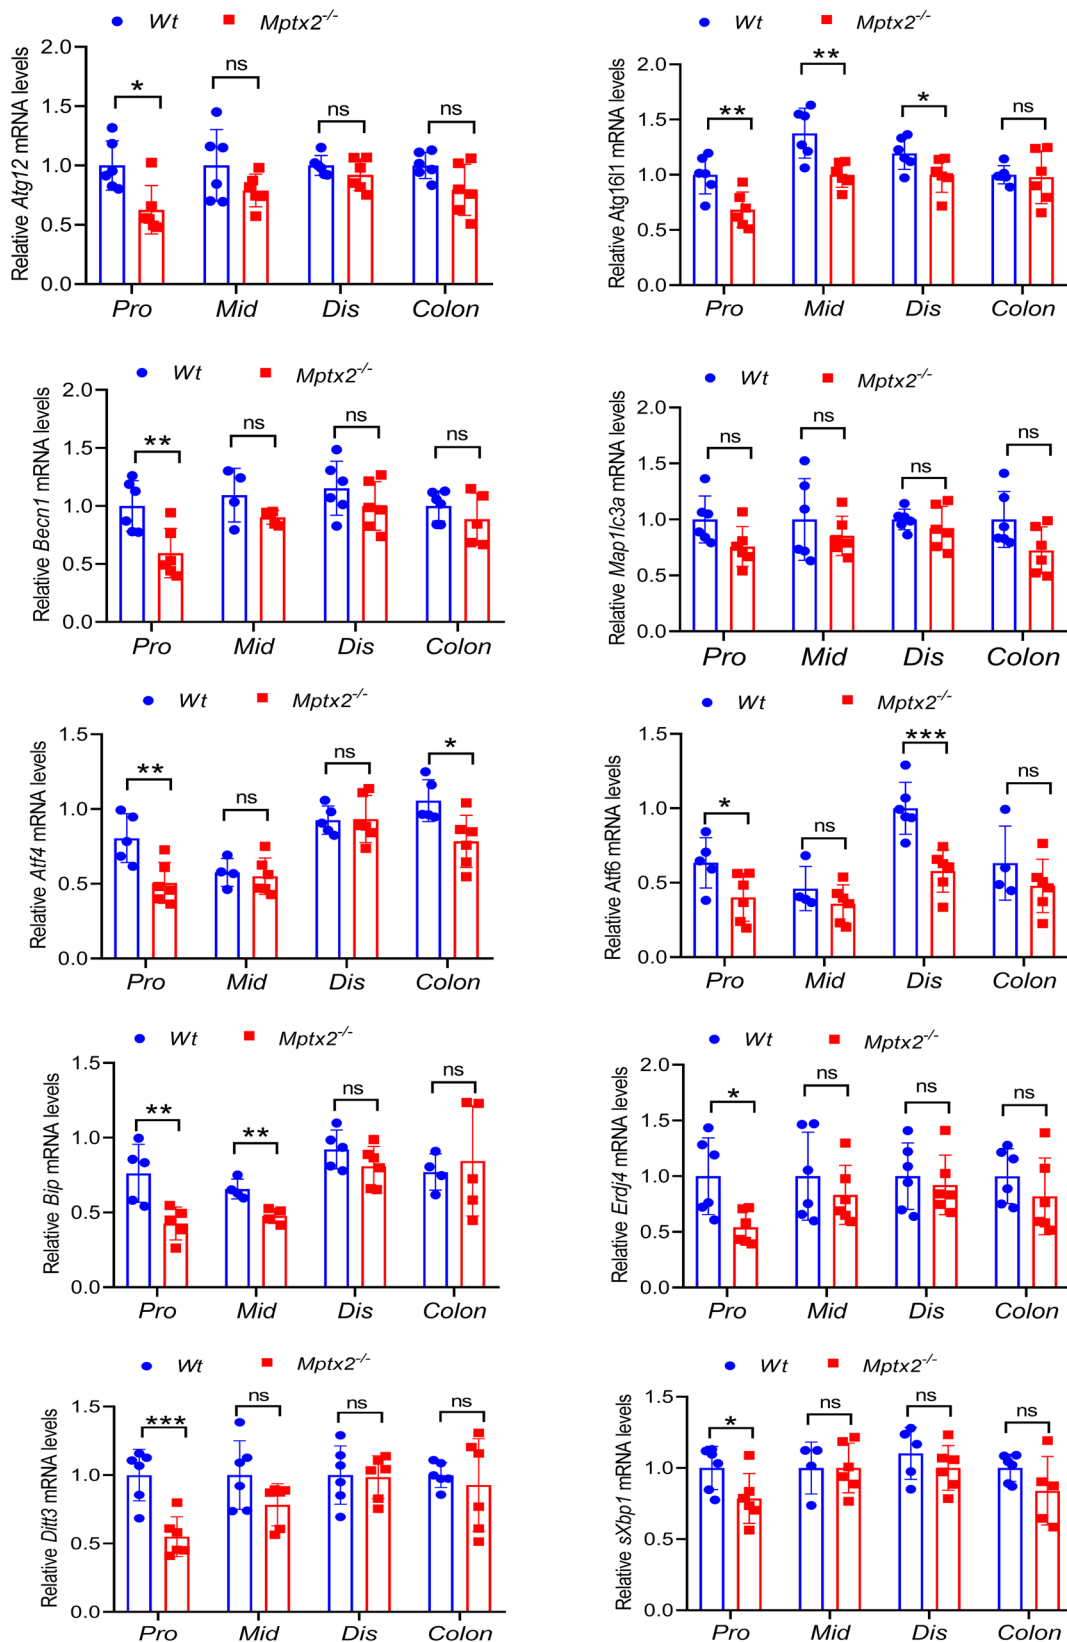 Wt Mptx2-/-
Relative Atg12 mRNA levels
2.0
1.5
1.0
0.5
0.0
* ns ns ns
Pro Mid Dis Colon
Wt Mptx2-/-
Relative Atg16l1 mRNA levels
2.0
1.5
1.0
0.5
0.0
** ** * ns
Pro Mid Dis Colon
Wt Mptx2-/-
Relative Becn1 mRNA levels
2.0
1.5
1.0
0.5
0.0
** ns ns ns
Pro Mid Dis Colon
Wt Mptx2-/-
Relative Map1lc3a mRNA levels
2.0
1.5
1.0
0.5
0.0
ns ns ns ns
Pro Mid Dis Colon
Wt Mptx2-/-
Relative Atf4 mRNA levels
1.5
1.0
0.5
0.0
** ns ns *
Pro Mid Dis Colon
Wt Mptx2-/-
Relative Atf6 mRNA levels
1.5
1.0
0.5
0.0
* ns *** ns
Pro Mid Dis Colon
Wt Mptx2-/-
Relative Bip mRNA levels
1.5
1.0
0.5
0.0
** ** ns ns
Pro Mid Dis Colon
Wt Mptx2-/-
Relative Erdj4 mRNA levels
2.0
1.5
1.0
0.5
0.0
* ns ns ns
Pro Mid Dis Colon
Wt Mptx2-/-
Relative Ditt3 mRNA levels
1.5
1.0
0.5
0.0
*** ns ns ns
Pro Mid Dis Colon
Wt Mptx2-/-
Relative sXbp1 mRNA levels
1.5
1.0
0.5
0.0
* ns ns ns
Pro Mid Dis Colon